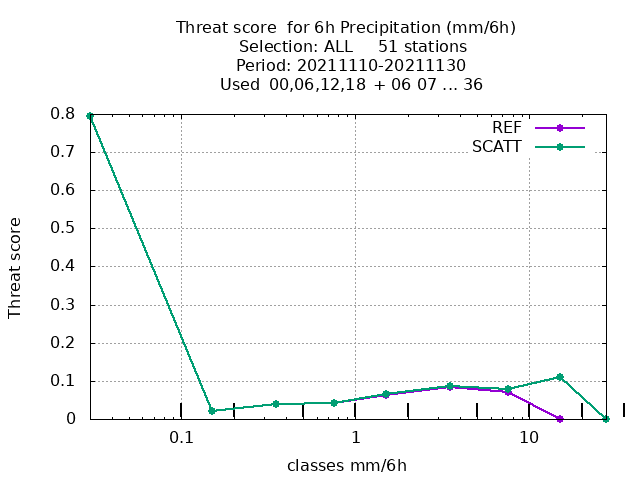 Threat score  for 6h Precipitation (mm/6h)
Selection: ALL     51 stations
Period: 20211110-20211130
Used 00,06,12,18 + 06 07 ... 36
REF
SCATT
0.8
0.7
0.6
0.5
0.4
0.3
0.2
0.1
0
Threat score
0.1
1
10
classes mm/6h